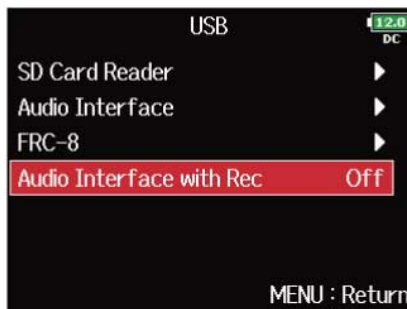 USB
12.0
DC
SD Card Reader
Audio Interface
FRC-8
Audio Interface with Rec Off
MENU : Return